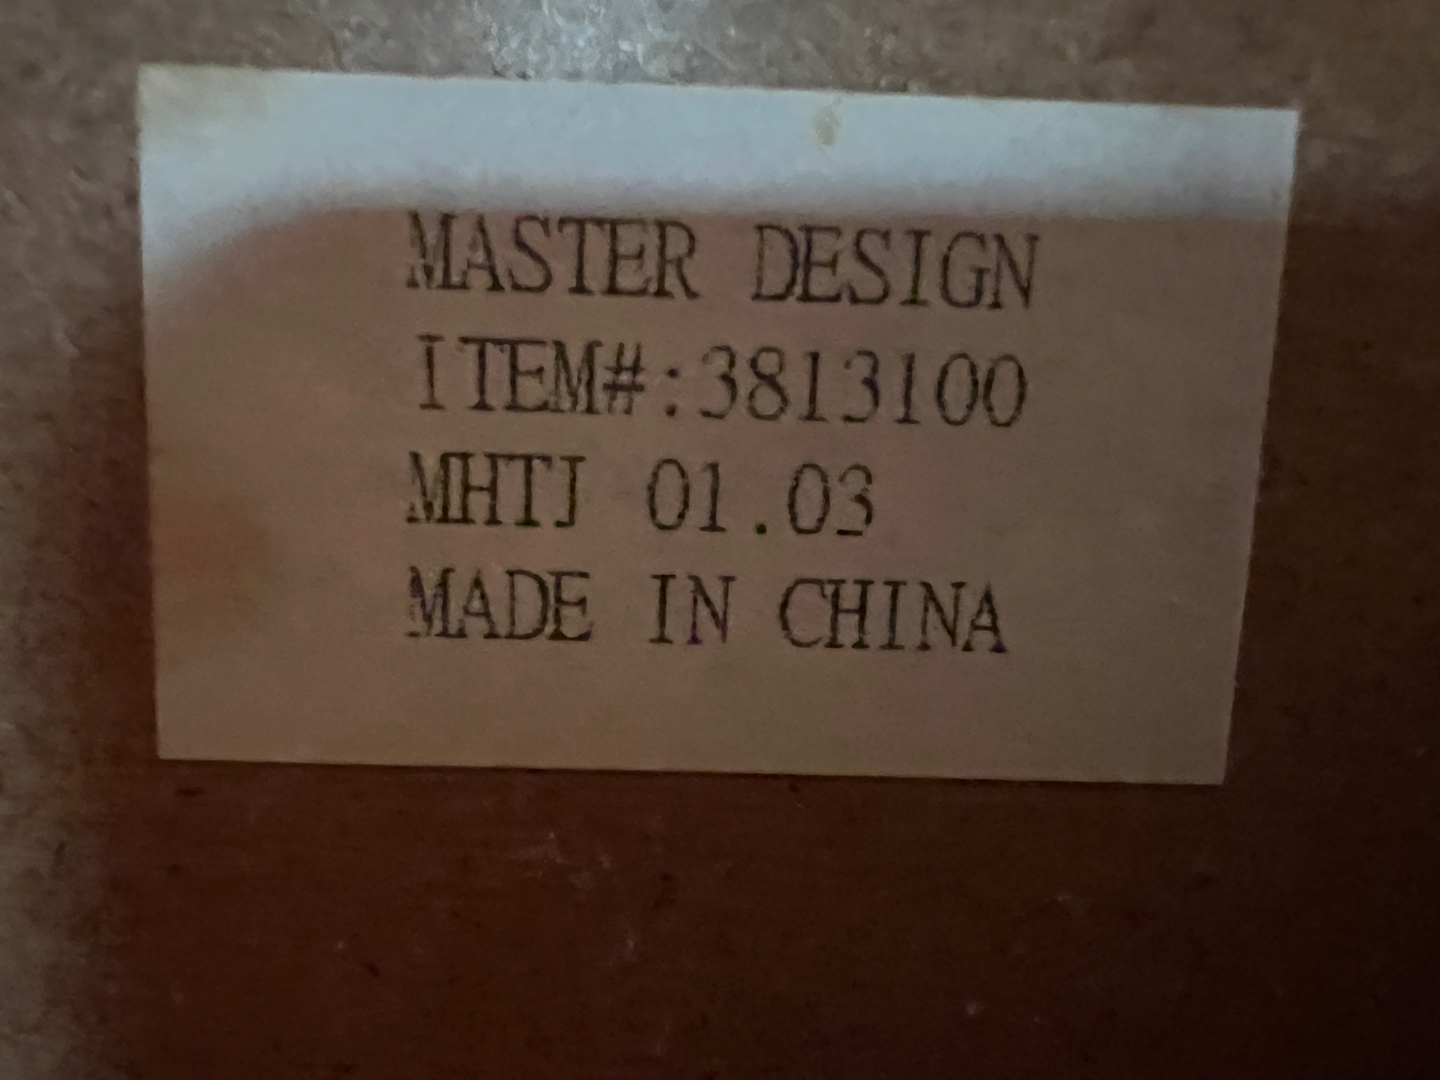 MASTER DESIGN
ITEM#:3813100
MHTJ 01.03
MADE IN CHINA